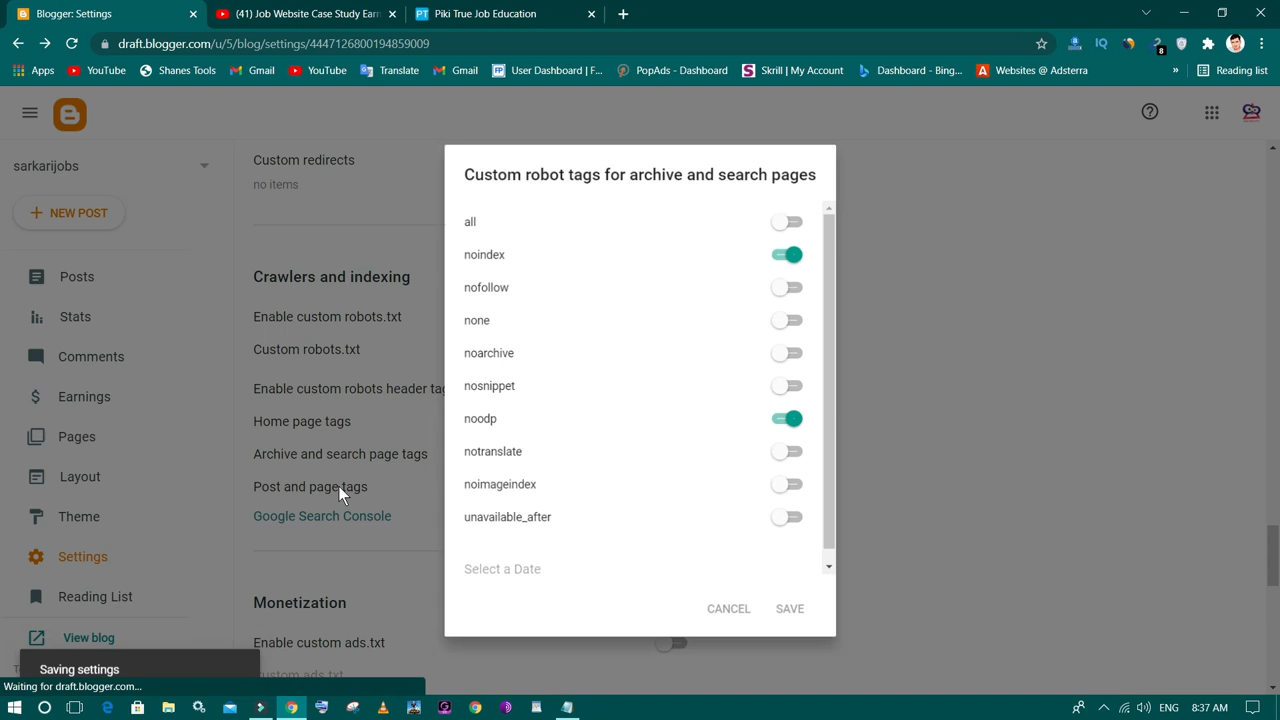 Blogger: Settings
(41) Job Website Case Study Earn
Piki True Job Education
draft.blogger.com/u/5/blog/settings/4447126800194859009
IQ
8
Apps
YouTube
Shanes Tools
Gmail
YouTube
Translate
Gmail
User Dashboard | F...
PopAds - Dashboard
Skrill | My Account
Dashboard - Bing...
Websites @ Adsterra
»
Reading list
sarkarijobs
NEW POST
Posts
Stats
Comments
Earnings
Pages
Layout
Theme
Settings
Reading List
View blog
Custom redirects
no items
Crawlers and indexing
Enable custom robots.txt
Custom robots.txt
Enable custom robots header tag
Home page tags
Archive and search page tags
Post and page tags
Google Search Console
Monetization
Enable custom ads.txt
Custom ads.txt
Custom robot tags for archive and search pages
all
noindex
nofollow
none
noarchive
nosnippet
noodp
notranslate
noimageindex
unavailable_after
Select a Date
CANCEL
SAVE
Saving settings
Waiting for draft.blogger.com...
ENG
8:37 AM